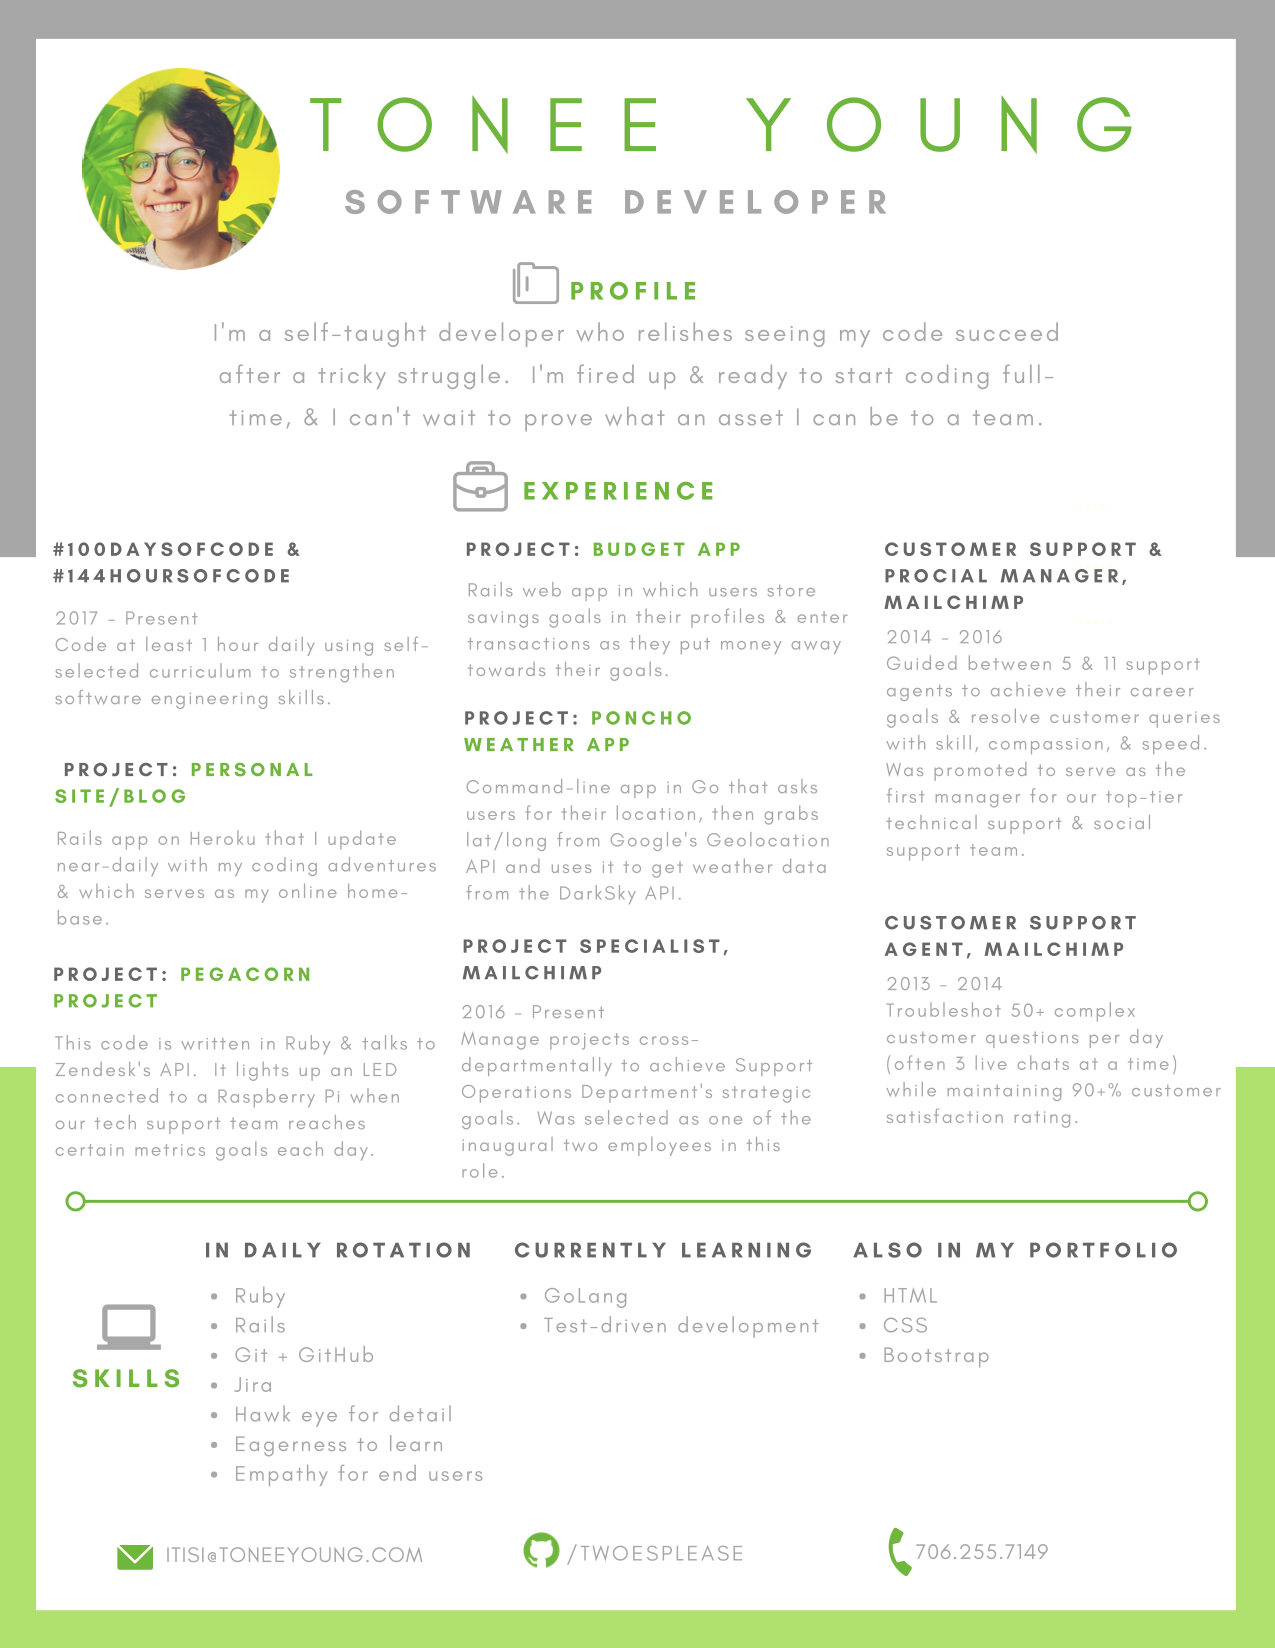 TONEE YOUNG
SOFTWARE DEVELOPER
PROFILE
I'm a self-taught developer who relishes seeing my code succeed
after a tricky struggle.  I'm fired up & ready to start coding full-
time, & I can't wait to prove what an asset I can be to a team.
EXPERIENCE
#100DAYSOFCODE &
#144HOURSOFCODE
2017 - Present
Code at least 1 hour daily using self-
selected curriculum to strengthen
software engineering skills.
PROJECT: PERSONAL
SITE/BLOG
Rails app on Heroku that I update
near-daily with my coding adventures
& which serves as my online home-
base.
PROJECT: PEGACORN
PROJECT
This code is written in Ruby & talks to
Zendesk's API.  It lights up an LED
connected to a Raspberry Pi when
our tech support team reaches
certain metrics goals each day.
PROJECT: BUDGET APP
Rails web app in which users store
savings goals in their profiles & enter
transactions as they put money away
towards their goals.
PROJECT: PONCHO
WEATHER APP
Command-line app in Go that asks
users for their location, then grabs
lat/long from Google's Geolocation
API and uses it to get weather data
from the DarkSky API.
PROJECT SPECIALIST,
MAILCHIMP
2016 - Present
Manage projects cross-
departmentally to achieve Support
Operations Department's strategic
goals.  Was selected as one of the
inaugural two employees in this
role.
CUSTOMER SUPPORT &
PROCIAL MANAGER,
MAILCHIMP
2014 - 2016
Guided between 5 & 11 support
agents to achieve their career
goals & resolve customer queries
with skill, compassion, & speed.
Was promoted to serve as the
first manager for our top-tier
technical support & social
support team.
CUSTOMER SUPPORT
AGENT, MAILCHIMP
2013 - 2014
Troubleshot 50+ complex
customer questions per day
(often 3 live chats at a time)
while maintaining 90+% customer
satisfaction rating.
SKILLS
IN DAILY ROTATION
• Ruby
• Rails
• Git + GitHub
• Jira
• Hawk eye for detail
• Eagerness to learn
• Empathy for end users
CURRENTLY LEARNING
• GoLang
• Test-driven development
ALSO IN MY PORTFOLIO
• HTML
• CSS
• Bootstrap
ITISI@TONEEYOUNG.COM
/TWOESPLEASE
706.255.7149